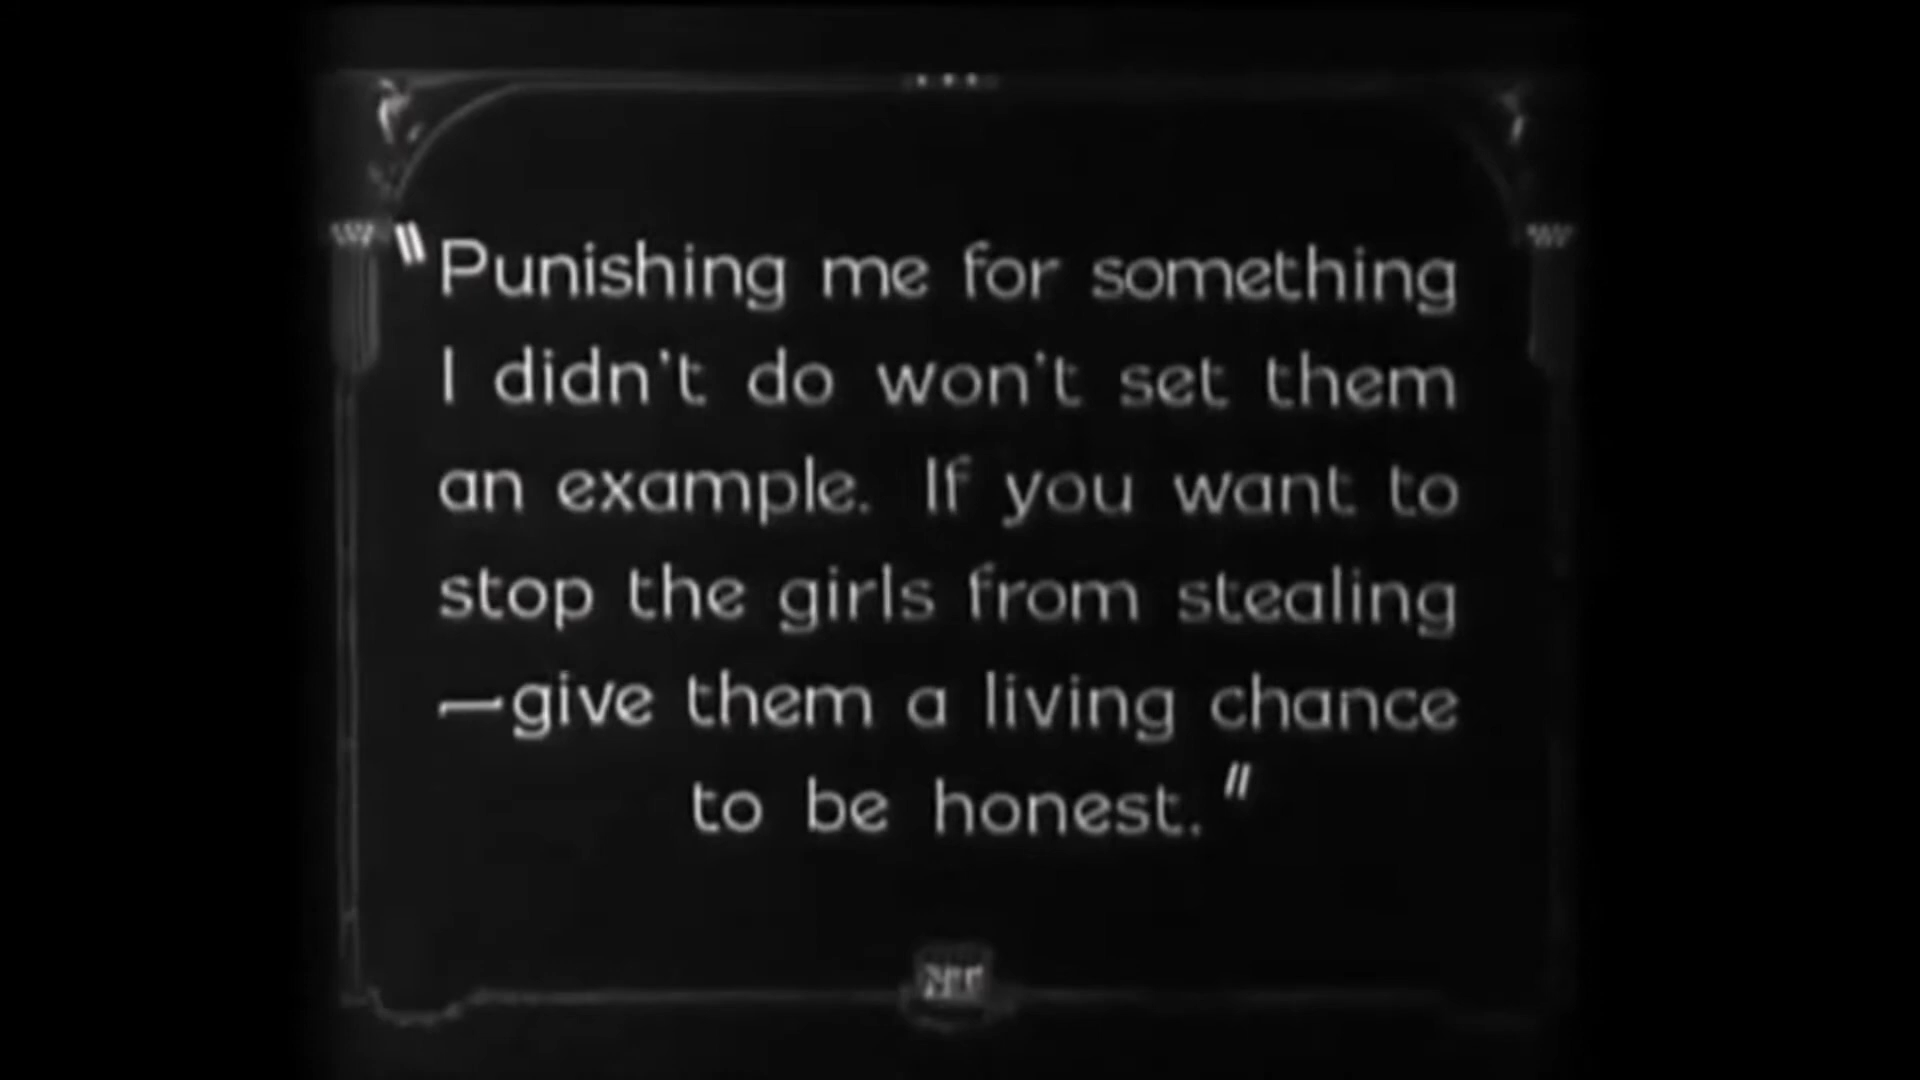 "Punishing me for something
I didn't do won't set them
an example. If you want to
stop the girls from stealing
—give them a living chance
to be honest."